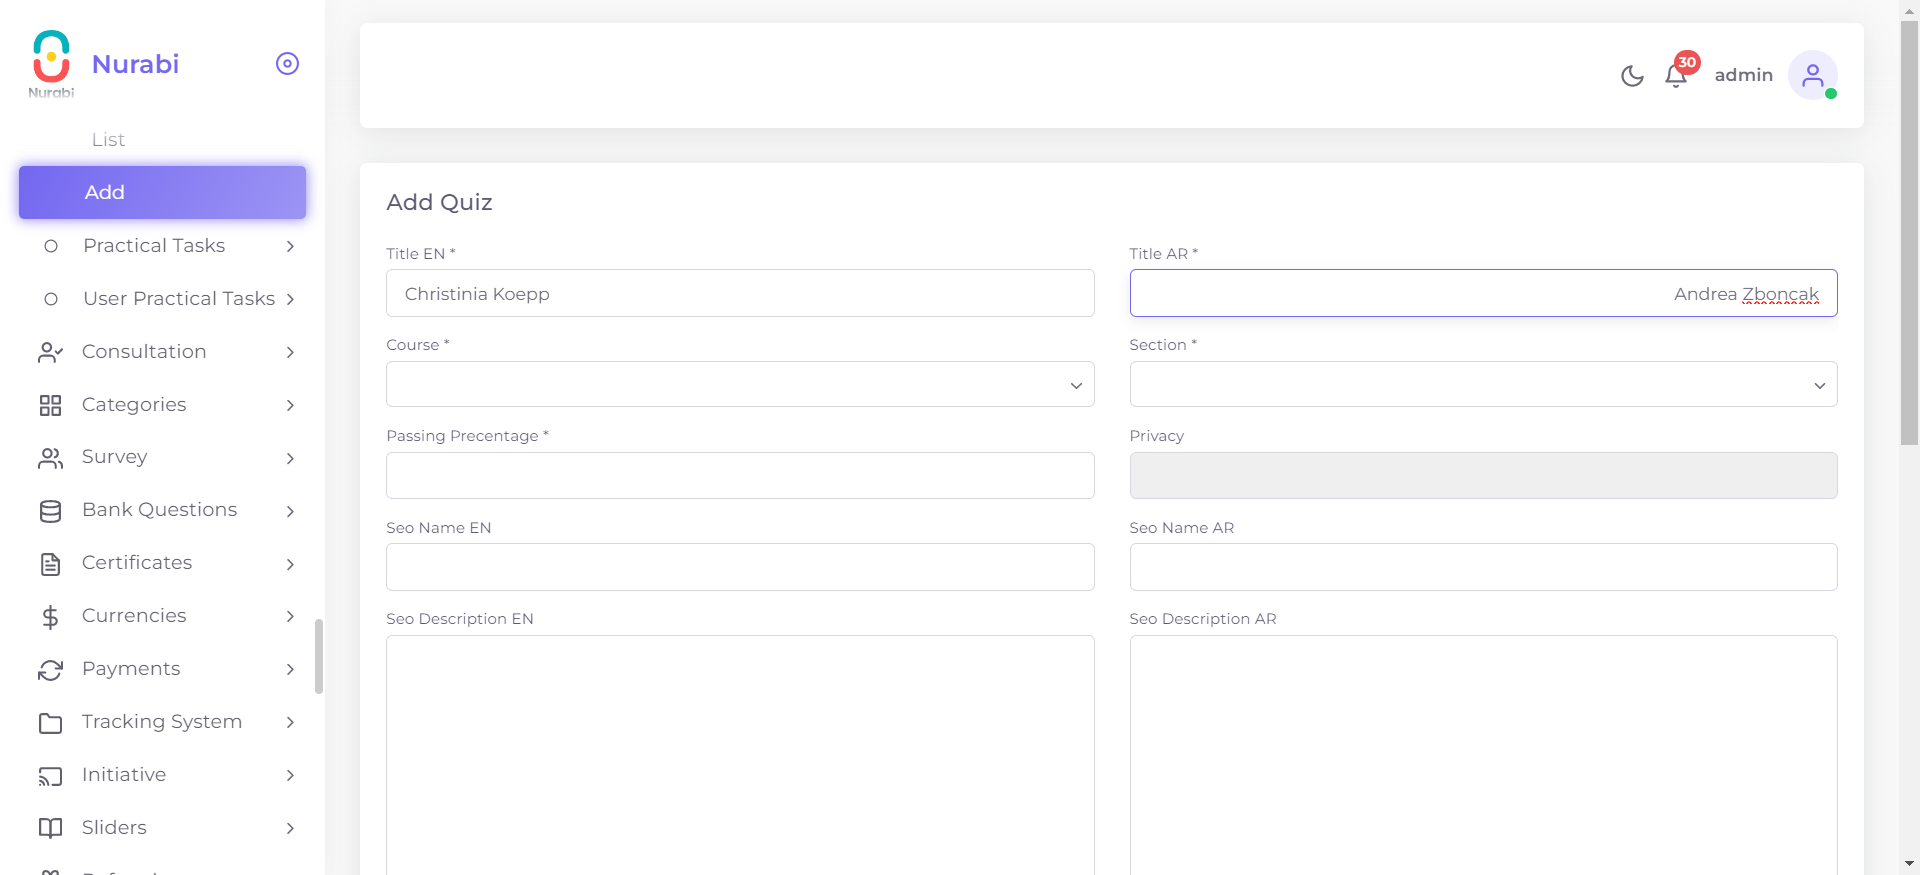 Nurabi
Nurabi
List
Add
Practical Tasks
User Practical Tasks
Consultation
Categories
Survey
Bank Questions
Certificates
Currencies
Payments
Tracking System
Initiative
Sliders
30
admin
Add Quiz
Title EN *
Christinia Koepp
Title AR *
Andrea Zboncak
Course *
Section *
Passing Precentage *
Privacy
Seo Name EN
Seo Name AR
Seo Description EN
Seo Description AR